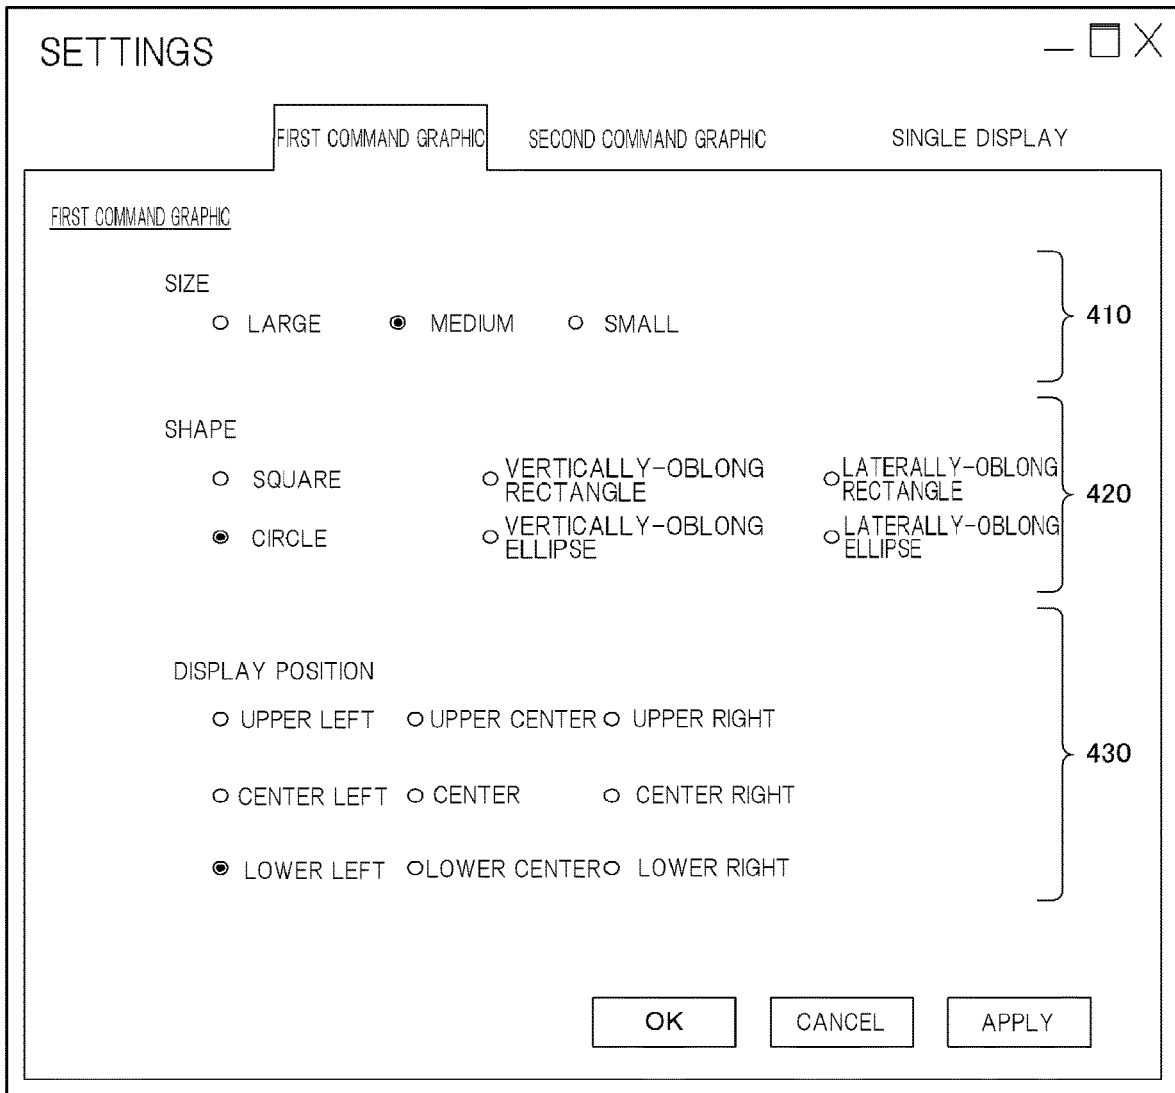 SETTINGS
FIRST COMMAND GRAPHIC SECOND COMMAND GRAPHIC SINGLE DISPLAY
FIRST COMMAND GRAPHIC
SIZE
LARGE MEDIUM SMALL
410
SHAPE
SQUARE VERTICALLY-OBLONG RECTANGLE LATERALLY-OBLONG RECTANGLE
420
CIRCLE VERTICALLY-OBLONG ELLIPSE LATERALLY-OBLONG ELLIPSE
DISPLAY POSITION
UPPER LEFT UPPER CENTER UPPER RIGHT
430
CENTER LEFT CENTER CENTER RIGHT
LOWER LEFT LOWER CENTER LOWER RIGHT
OK CANCEL APPLY